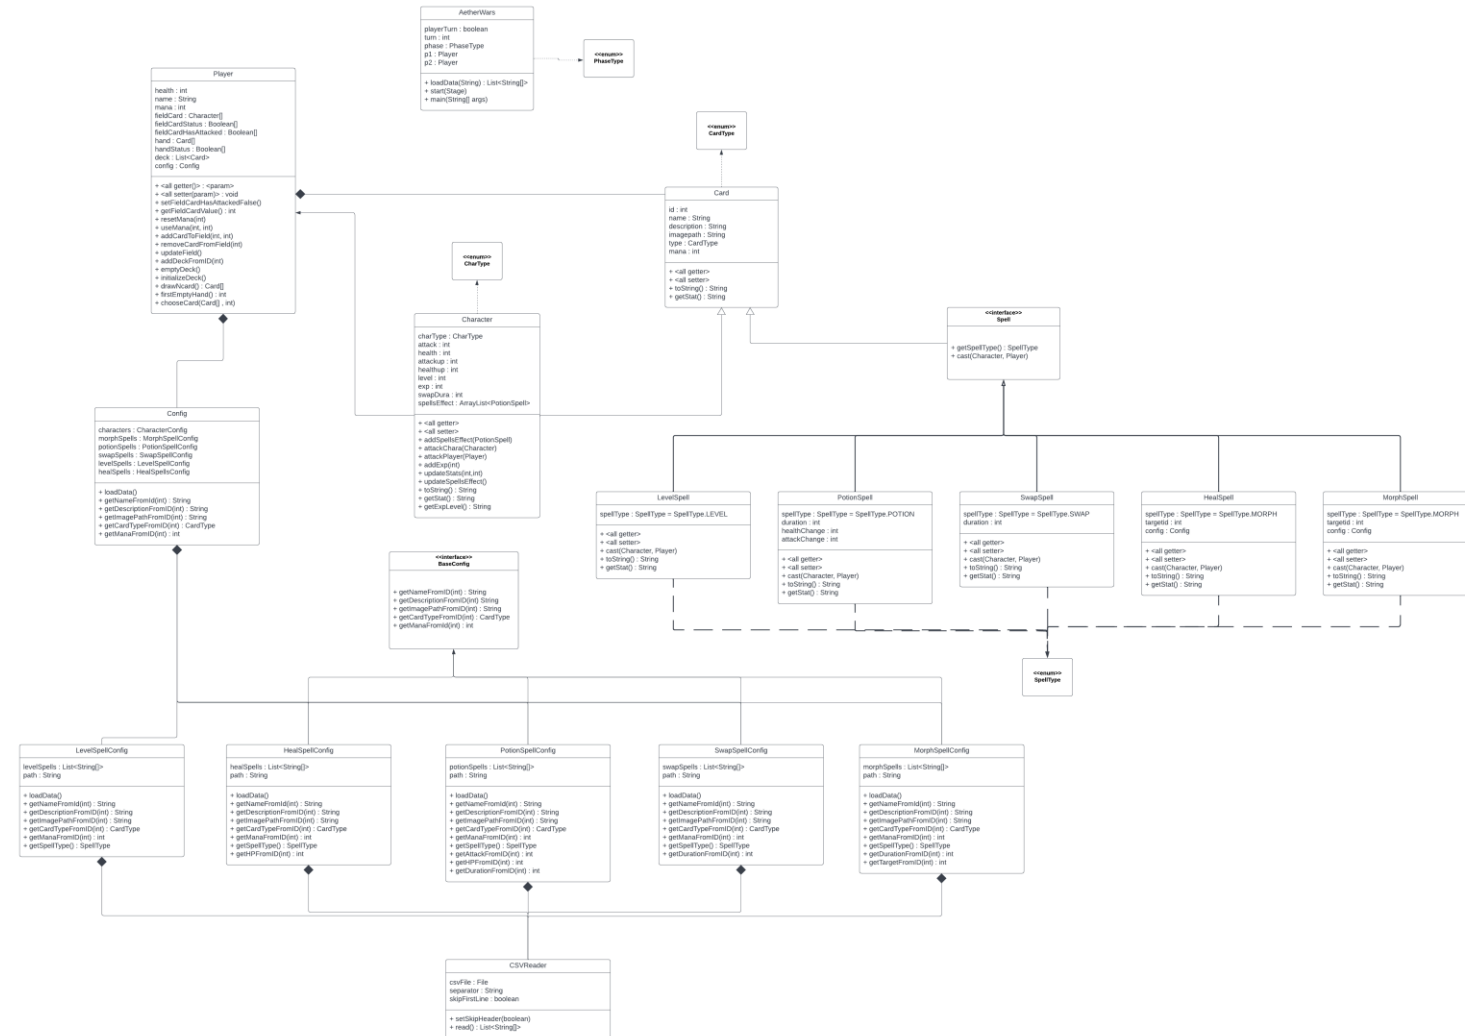 AetherWars
playerTurn : boolean
turn : int
phase : PhaseType
p1 : Player
p2 : Player
+ loadData(String) : List<String[]>
+ start(Stage)
+ main(String[] args)
<<enum>>
PhaseType
Player
health : int
name : String
mana : int
fieldCard : Character[]
fieldCardStatus : Boolean[]
fieldCardHasAttacked : Boolean[]
hand : Card[]
handStatus : Boolean[]
deck : List<Card>
config : Config
+ <all getter()> : <param>
+ <all setter(param)> : void
+ setFieldCardHasAttackedFalse()
+ getFieldCardValue() : int
+ resetMana(int)
+ useMana(int, int)
+ addCardToField(int, int)
+ removeCardFromField(int)
+ updateField()
+ addDeckFromID(int)
+ emptyDeck()
+ initializeDeck()
+ drawNcard() : Card[]
+ firstEmptyHand() : int
+ chooseCard(Card[] , int)
<<enum>>
CardType
Card
id : int
name : String
description : String
imagepath : String
type : CardType
mana : int
+ <all getter>
+ <all setter>
+ toString() : String
+ getStat() : String
<<enum>>
CharType
Character
charType : CharType
attack : int
health : int
attackup : int
healthup : int
level : int
exp : int
swapDura : int
spellsEffect : ArrayList<PotionSpell>
+ <all getter>
+ <all setter>
+ addSpellsEffect(PotionSpell)
+ attackChara(Character)
+ attackPlayer(Player)
+ addExp(int)
+ updateStats(int,int)
+ updateSpellsEffect()
+ toString() : String
+ getStat() : String
+ getExpLevel() : String
<<interface>>
Spell
+ getSpellType() : SpellType
+ cast(Character, Player)
Config
characters : CharacterConfig
morphSpells : MorphSpellConfig
potionSpells : PotionSpellConfig
swapSpells : SwapSpellConfig
levelSpells : LevelSpellConfig
healSpells : HealSpellsConfig
+ loadData()
+ getNameFromId(int) : String
+ getDescriptionFromID(int) : String
+ getImagePathFromID(int) : String
+ getCardTypeFromID(int) : CardType
+ getManaFromID(int) : int
LevelSpell
spellType : SpellType = SpellType.LEVEL
+ <all getter>
+ <all setter>
+ cast(Character, Player)
+ toString() : String
+ getStat() : String
PotionSpell
spellType : SpellType = SpellType.POTION
duration : int
healthChange : int
attackChange : int
+ <all getter>
+ <all setter>
+ cast(Character, Player)
+ toString() : String
+ getStat() : String
SwapSpell
spellType : SpellType = SpellType.SWAP
duration : int
+ <all getter>
+ <all setter>
+ cast(Character, Player)
+ toString() : String
+ getStat() : String
HealSpell
spellType : SpellType = SpellType.MORPH
targetid : int
config : Config
+ <all getter>
+ <all setter>
+ cast(Character, Player)
+ toString() : String
+ getStat() : String
MorphSpell
spellType : SpellType = SpellType.MORPH
targetid : int
config : Config
+ <all getter>
+ <all setter>
+ cast(Character, Player)
+ toString() : String
+ getStat() : String
<<interface>>
BaseConfig
+ getNameFromID(int) : String
+ getDescriptionFromID(int) String
+ getImagePathFromID(int) : String
+ getCardTypeFromID(int) : CardType
+ getManaFromId(int) : int
<<enum>>
SpellType
LevelSpellConfig
levelSpells : List<String[]>
path : String
+ loadData()
+ getNameFromId(int) : String
+ getDescriptionFromID(int) : String
+ getImagePathFromID(int) : String
+ getCardTypeFromID(int) : CardType
+ getManaFromID(int) : int
+ getSpellType() : SpellType
HealSpellConfig
healSpells : List<String[]>
path : String
+ loadData()
+ getNameFromId(int) : String
+ getDescriptionFromID(int) : String
+ getImagePathFromID(int) : String
+ getCardTypeFromID(int) : CardType
+ getManaFromID(int) : int
+ getSpellType() : SpellType
+ getHPFromID(int) : int
PotionSpellConfig
potionSpells : List<String[]>
path : String
+ loadData()
+ getNameFromId(int) : String
+ getDescriptionFromID(int) : String
+ getImagePathFromID(int) : String
+ getCardTypeFromID(int) : CardType
+ getManaFromID(int) : int
+ getSpellType() : SpellType
+ getAttackFromID(int) : int
+ getHPFromID(int) : int
+ getDurationFromID(int) : int
SwapSpellConfig
swapSpells : List<String[]>
path : String
+ loadData()
+ getNameFromId(int) : String
+ getDescriptionFromID(int) : String
+ getImagePathFromID(int) : String
+ getCardTypeFromID(int) : CardType
+ getManaFromID(int) : int
+ getSpellType() : SpellType
+ getDurationFromID(int) : int
MorphSpellConfig
morphSpells : List<String[]>
path : String
+ loadData()
+ getNameFromId(int) : String
+ getDescriptionFromID(int) : String
+ getImagePathFromID(int) : String
+ getCardTypeFromID(int) : CardType
+ getManaFromID(int) : int
+ getSpellType() : SpellType
+ getDurationFromID(int) : int
+ getTargetFromID(int) : int
CSVReader
csvFile : File
separator : String
skipFirstLine : boolean
+ setSkipHeader(boolean)
+ read() : List<String[]>